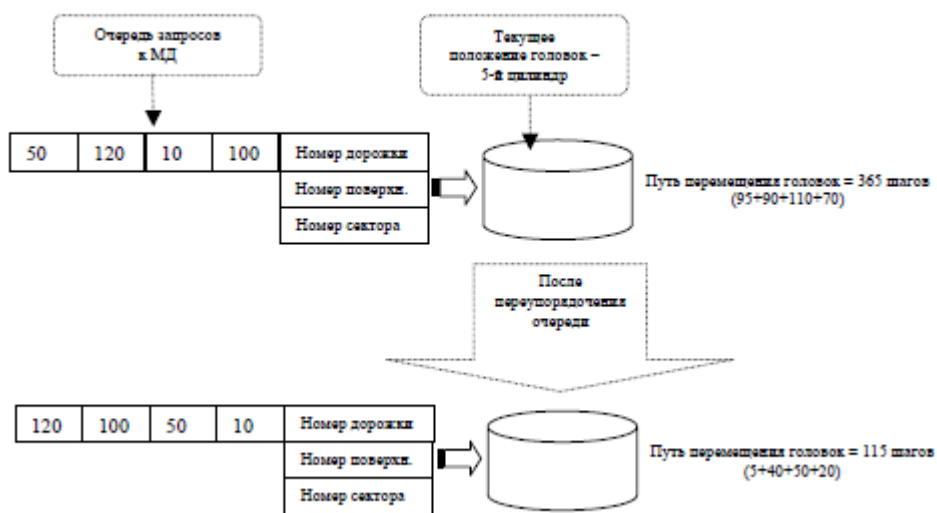 Очередь запросов
к МД
Текущее
положение головок –
5-й цилиндр
50 120 10 100 Номер дорожки
Номер поверхн.
Номер сектора
Путь перемещения головок = 365 шагов
(95+90+110+70)
После
переупорядочения
очереди
120 100 50 10 Номер дорожки
Номер поверхн.
Номер сектора
Путь перемещения головок = 115 шагов
(5+40+50+20)